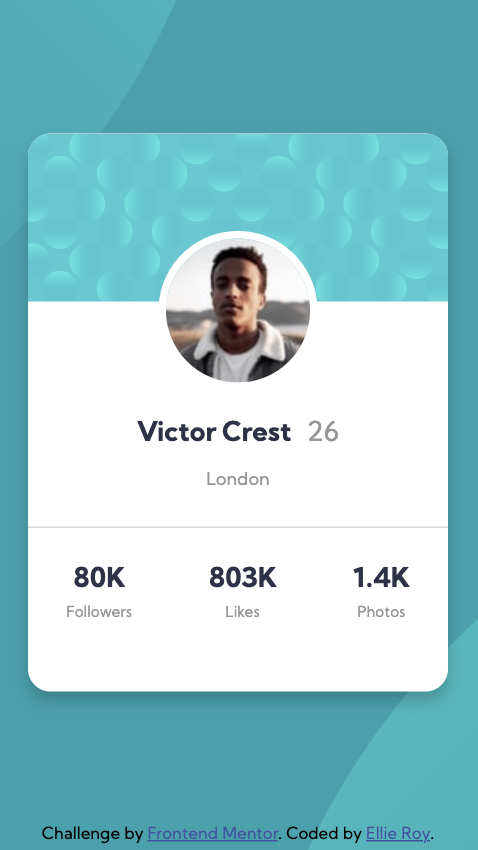 Victor Crest 26
London
80K 803K 1.4K
Followers Likes Photos
Challenge by Frontend Mentor. Coded by Ellie Roy.